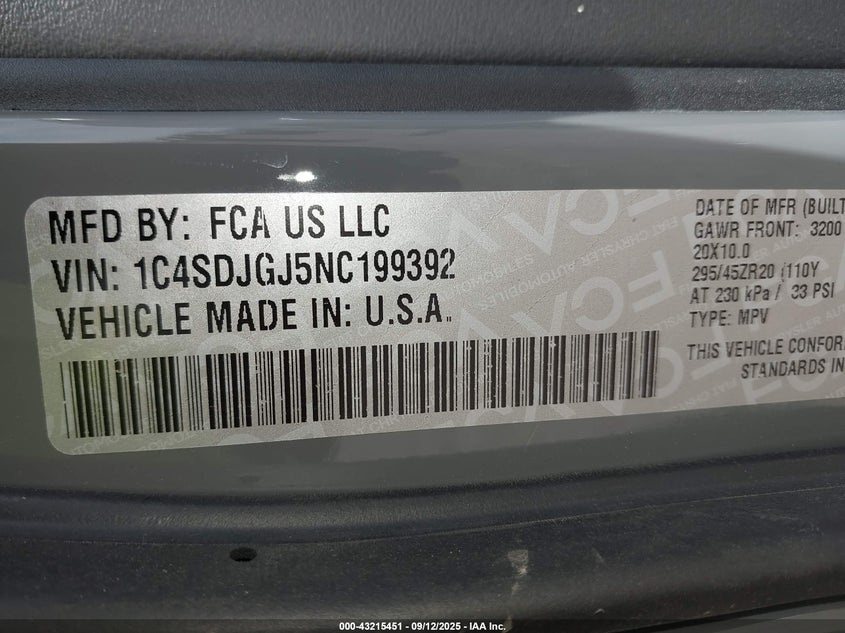 MFD BY: FCA US LLC
VIN: 1C4SDJGJ5NC199392
VEHICLE MADE IN: U.S.A.
DATE OF MFR (BUILT
GAWR FRONT: 3200
20X10.0
295/45ZR20 (110Y
AT 230 kPa / 33 PSI
TYPE: MPV
THIS VEHICLE CONFOR
STANDARDS IN
000-43215451 - 09/12/2025 - IAA Inc.